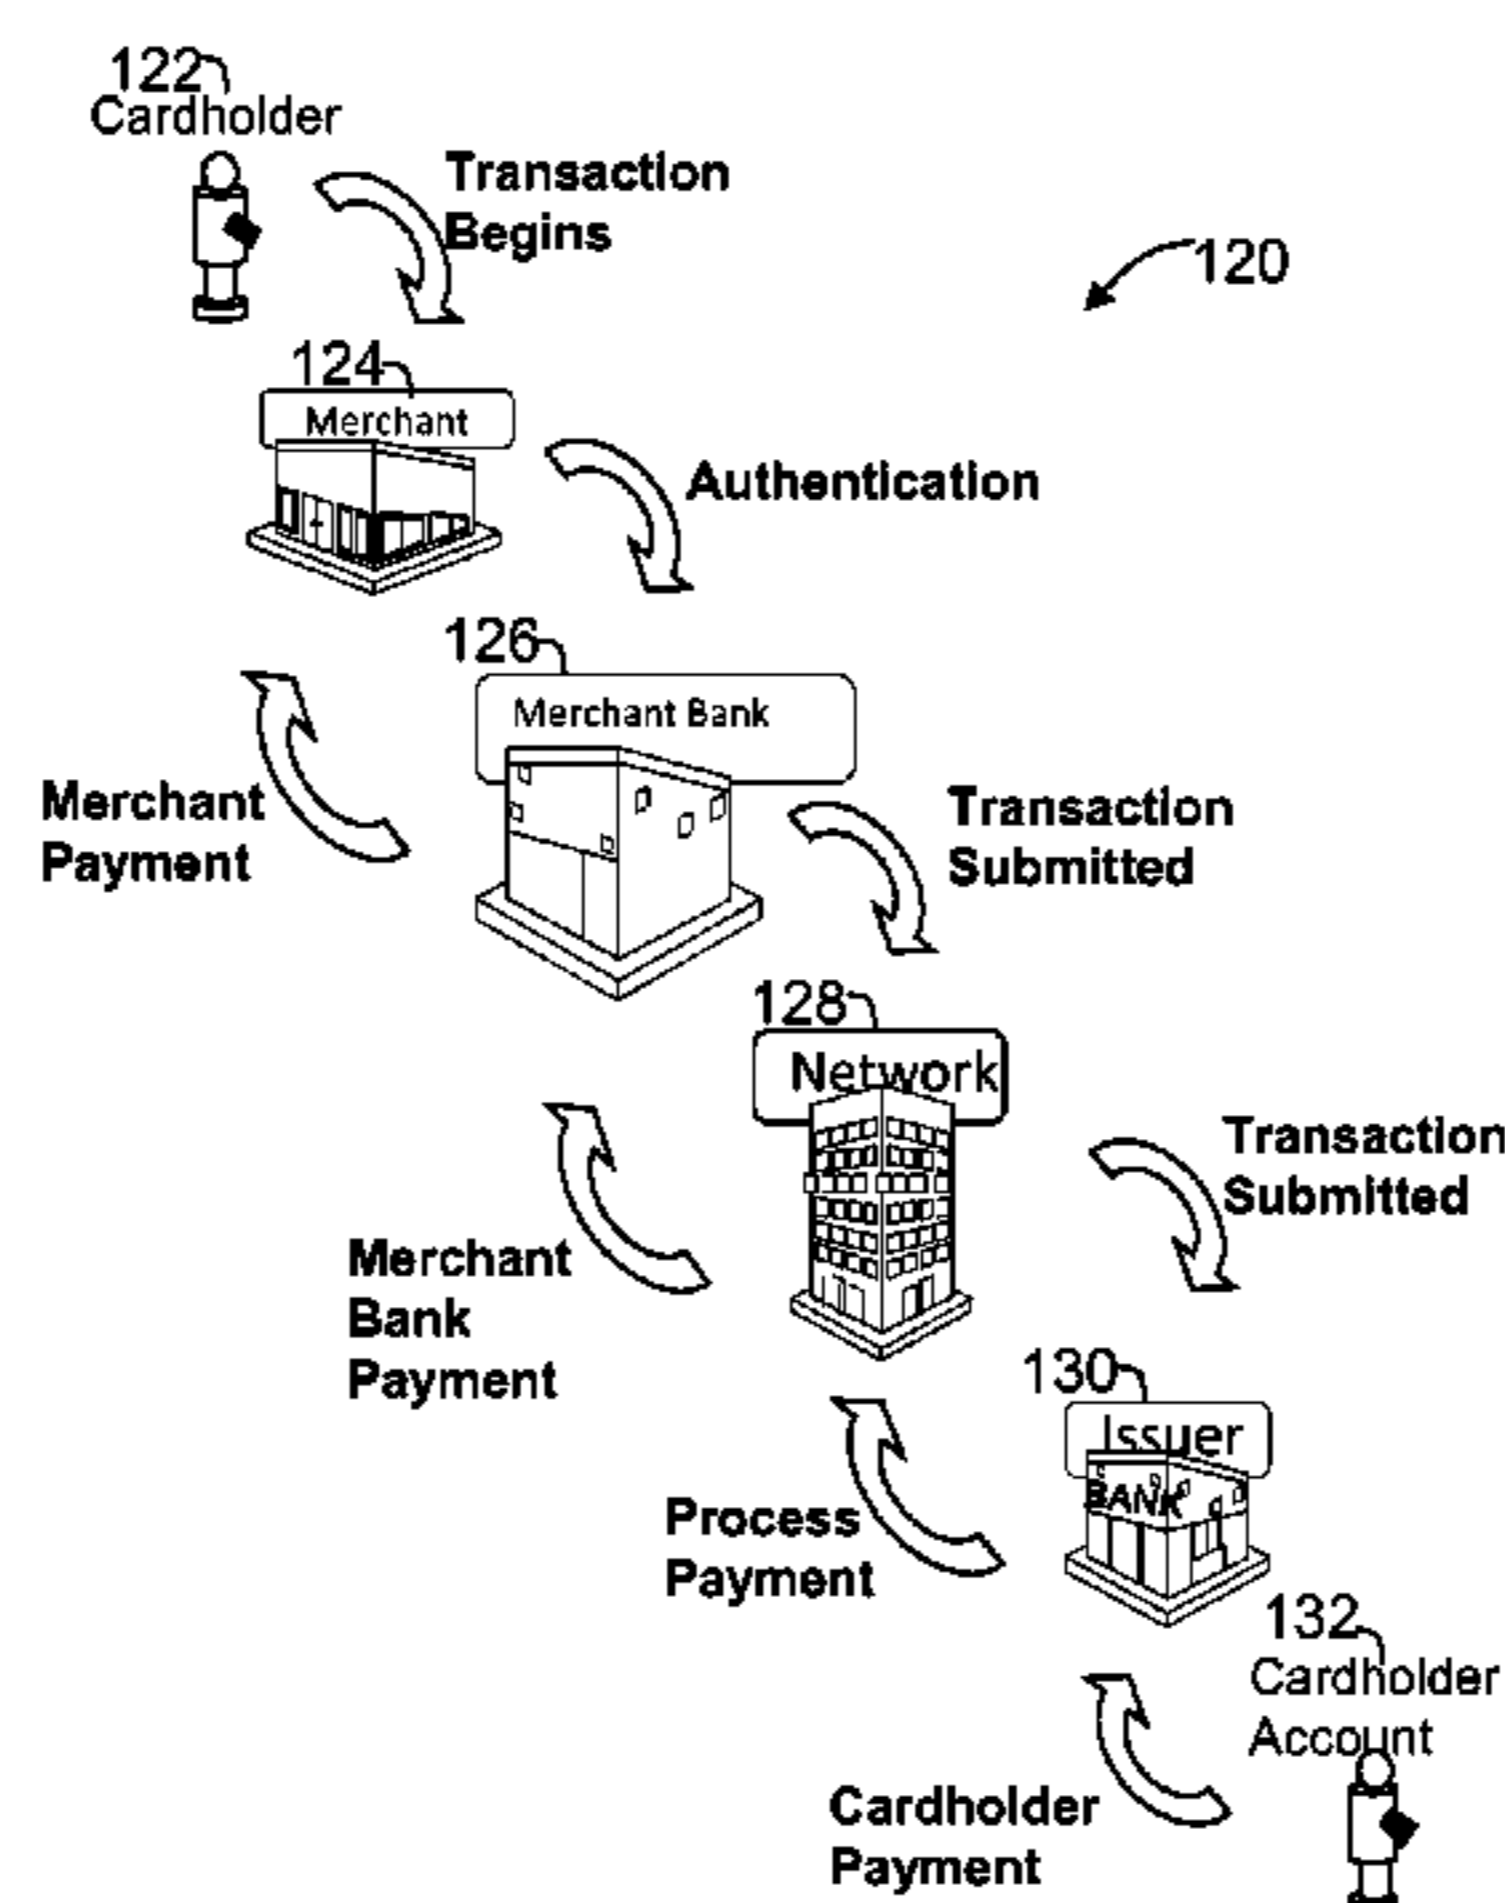 122
Cardholder
Transaction
Begins
120
124
Merchant
Authentication
126
Merchant Bank
Merchant
Payment
Transaction
Submitted
128
Network
Transaction
Submitted
Merchant
Bank
Payment
130
Issuer
BANK
Process
Payment
132
Cardholder
Account
Cardholder
Payment